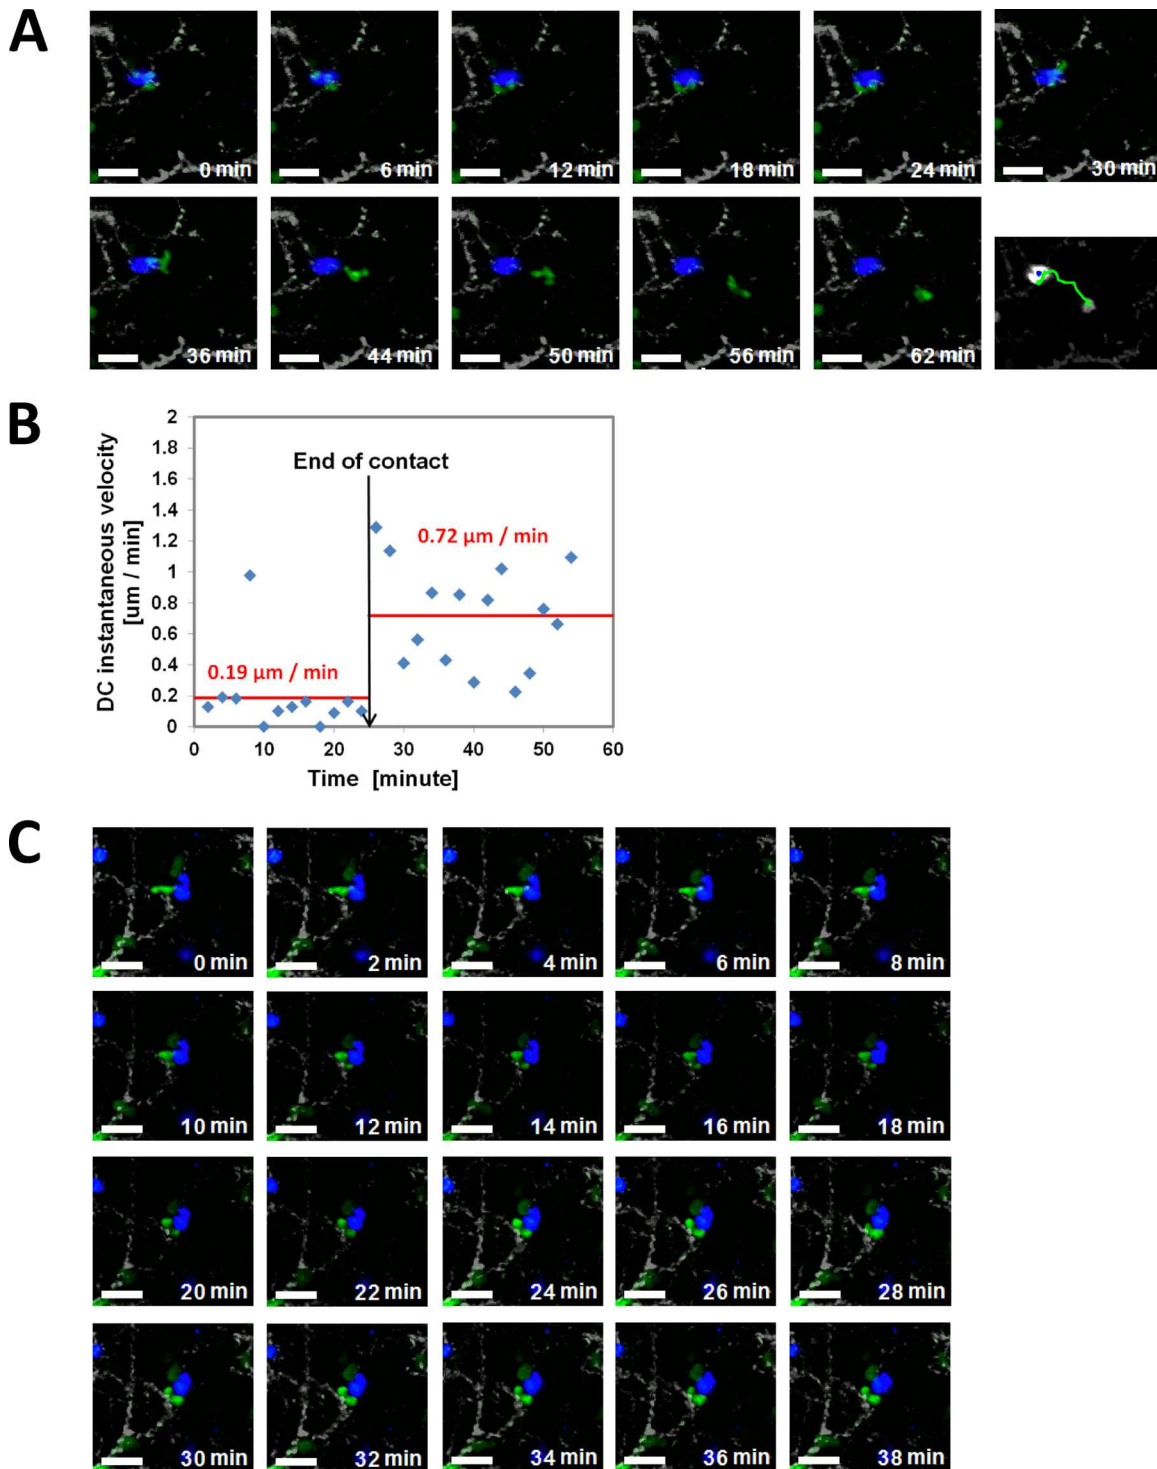 A
0 min
6 min
12 min
18 min
24 min
30 min
36 min
44 min
50 min
56 min
62 min
B
DC instantaneous velocity
[um / min]
2
1.8
1.6
1.4
1.2
1
0.8
0.6
0.4
0.2
0
End of contact
0.72 µm / min
0.19 µm / min
0 10 20 30 40 50 60
Time [minute]
C
0 min
2 min
4 min
6 min
8 min
10 min
12 min
14 min
16 min
18 min
20 min
22 min
24 min
26 min
28 min
30 min
32 min
34 min
36 min
38 min